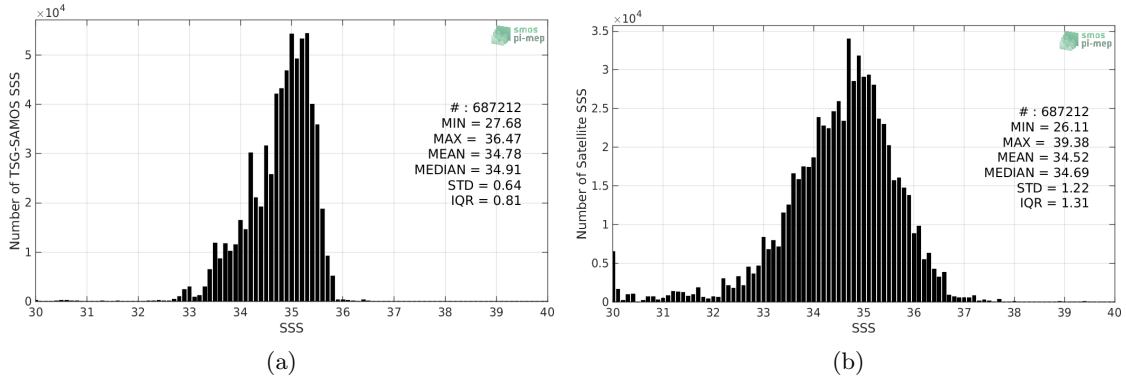 ×10⁴
smos
pi-mep
Number of TSG-SAMOS SSS
5
4
3
2
1
0
# : 687212
MIN = 27.68
MAX = 36.47
MEAN = 34.78
MEDIAN = 34.91
STD = 0.64
IQR = 0.81
30 31 32 33 34 35 36 37 38 39 40
SSS
(a)
×10⁴
smos
pi-mep
Number of Satellite SSS
3.5
3
2.5
2
1.5
1
0.5
0
# : 687212
MIN = 26.11
MAX = 39.38
MEAN = 34.52
MEDIAN = 34.69
STD = 1.22
IQR = 1.31
30 31 32 33 34 35 36 37 38 39 40
SSS
(b)